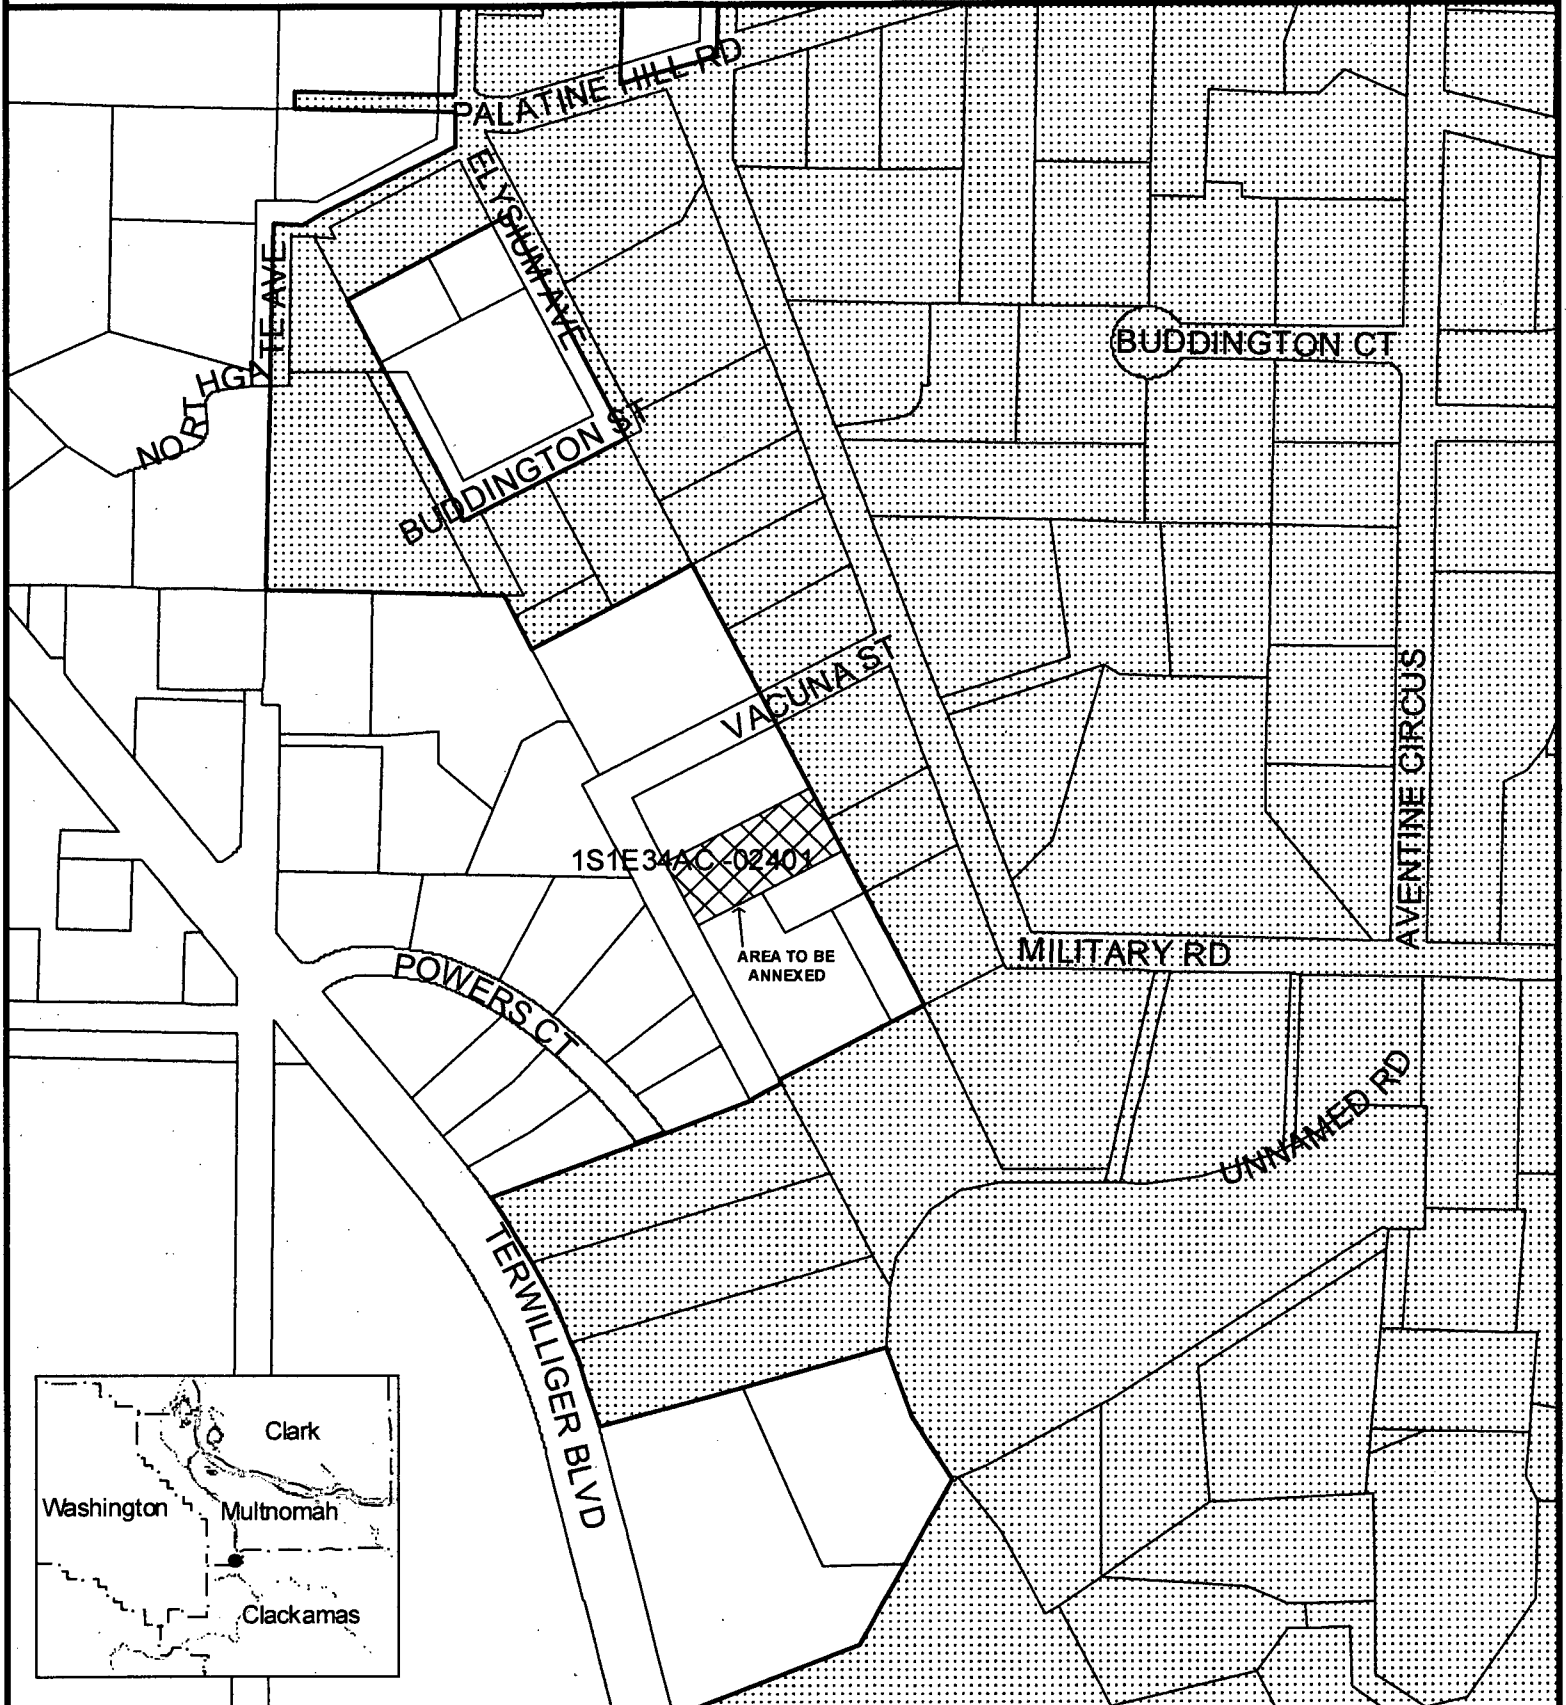 PALATINE HILL RD
ELYSIUM AVE
NORTHGATE AVE
BUDDINGTON CT
BUDDINGTON ST
VACUNA ST
AVENTINE CIRCUS
1S1E34AC -02401
AREA TO BE
ANNEXED
MILITARY RD
POWERS CT
UNNAMED RD
TERWILLIGER BLVD
Clark
Washington
Multnomah
Clackamas